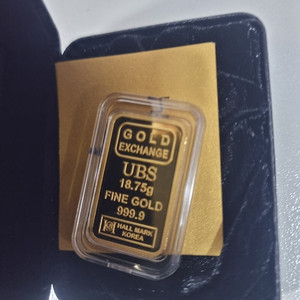 GOLD
EXCHANGE
UBS
18.75g
FINE GOLD
999.9
HALL MARK
KOREA